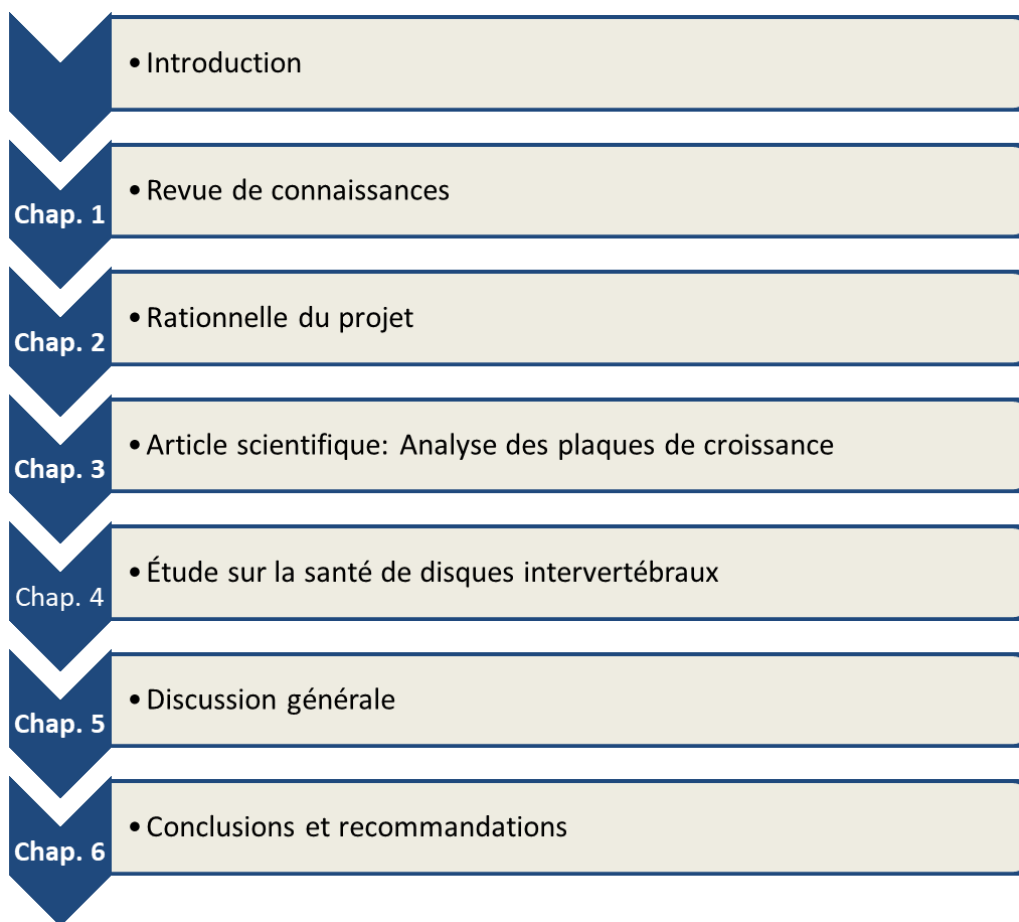 • Introduction
Chap. 1
• Revue de connaissances
Chap. 2
• Rationnelle du projet
Chap. 3
• Article scientifique: Analyse des plaques de croissance
Chap. 4
• Étude sur la santé de disques intervertébraux
Chap. 5
• Discussion générale
Chap. 6
• Conclusions et recommandations